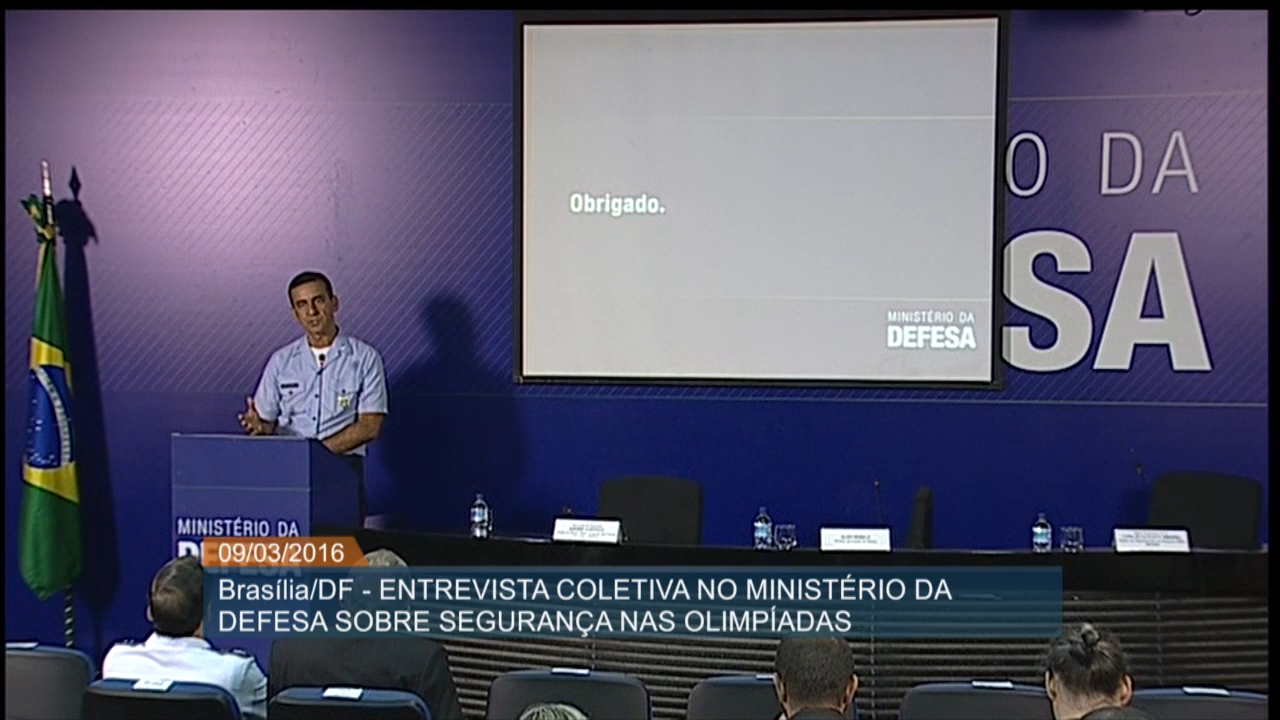 O DA
SA
Obrigado.
MINISTÉRIO DA
DEFESA
MINISTÉRIO DA
DEFESA
09/03/2016
Brasília/DF - ENTREVISTA COLETIVA NO MINISTÉRIO DA
DEFESA SOBRE SEGURANÇA NAS OLIMPÍADAS